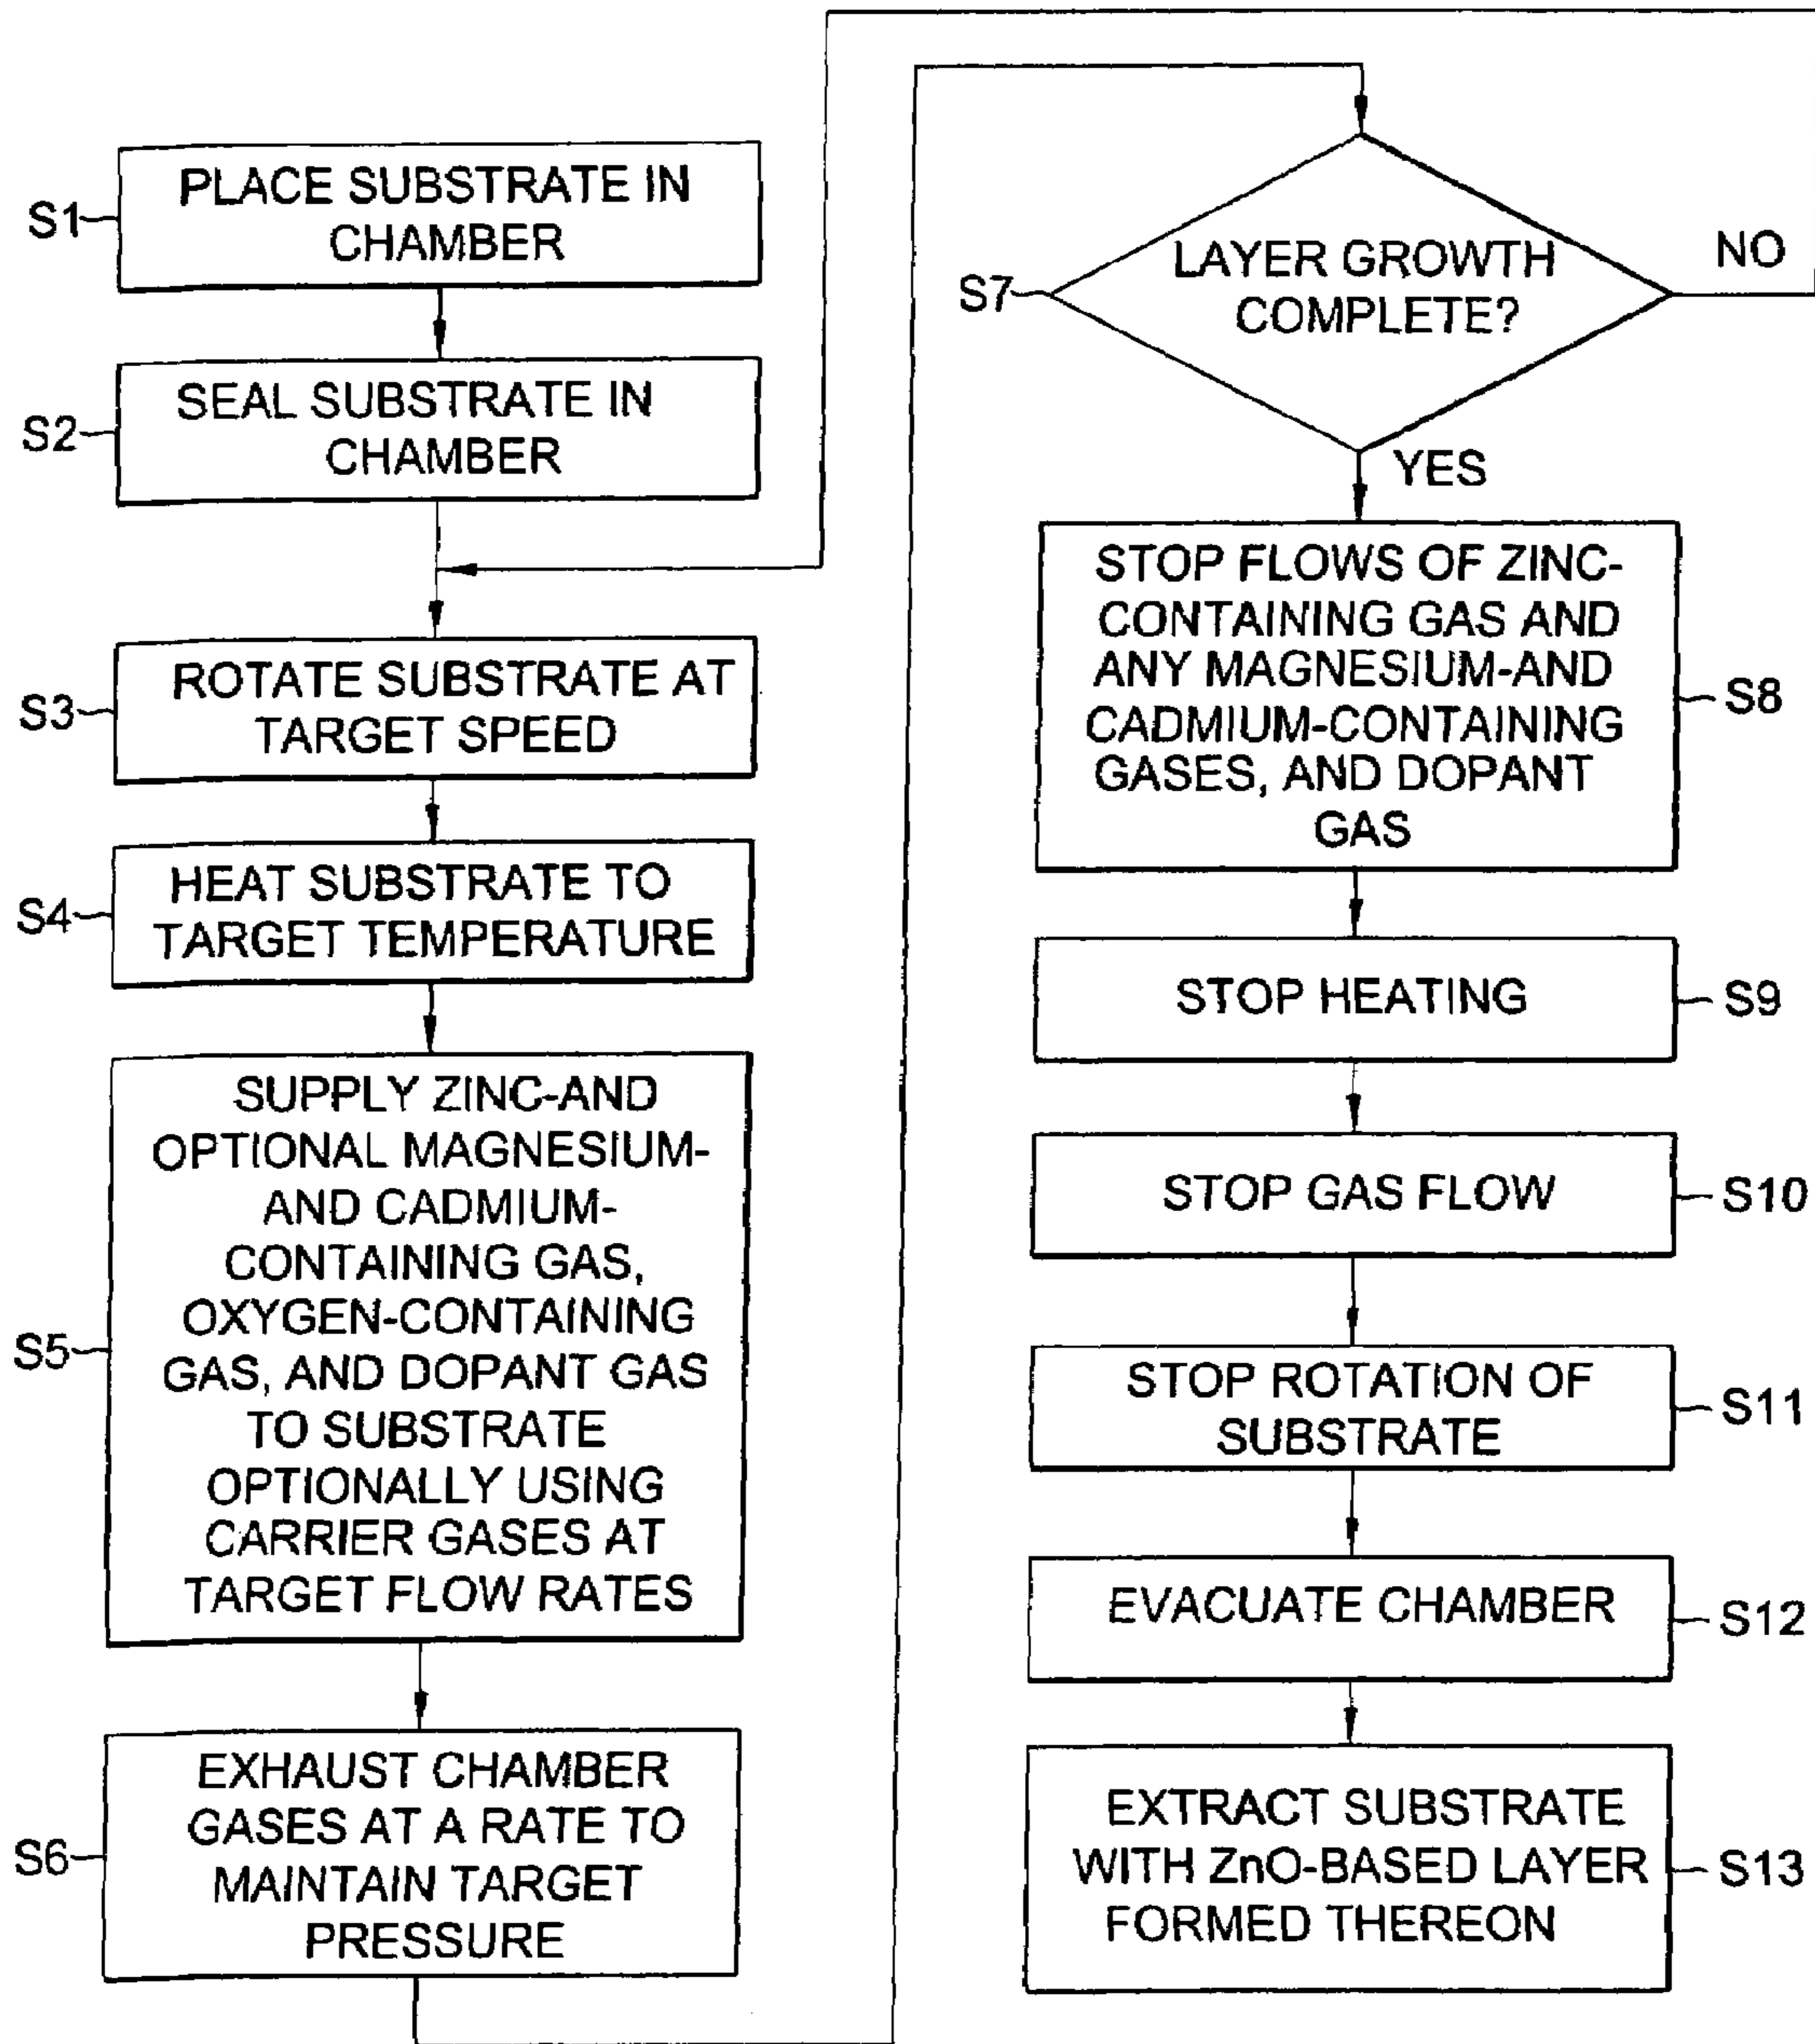 S1
PLACE SUBSTRATE IN
CHAMBER
S2
SEAL SUBSTRATE IN
CHAMBER
S3
ROTATE SUBSTRATE AT
TARGET SPEED
S4
HEAT SUBSTRATE TO
TARGET TEMPERATURE
S5
SUPPLY ZINC-AND
OPTIONAL MAGNESIUM-
AND CADMIUM-
CONTAINING GAS,
OXYGEN-CONTAINING
GAS, AND DOPANT GAS
TO SUBSTRATE
OPTIONALLY USING
CARRIER GASES AT
TARGET FLOW RATES
S6
EXHAUST CHAMBER
GASES AT A RATE TO
MAINTAIN TARGET
PRESSURE
S7
LAYER GROWTH
COMPLETE?
NO
YES
STOP FLOWS OF ZINC-
CONTAINING GAS AND
ANY MAGNESIUM-AND
CADMIUM-CONTAINING
GASES, AND DOPANT
GAS
S8
STOP HEATING
S9
STOP GAS FLOW
S10
STOP ROTATION OF
SUBSTRATE
S11
EVACUATE CHAMBER
S12
EXTRACT SUBSTRATE
WITH ZnO-BASED LAYER
FORMED THEREON
S13